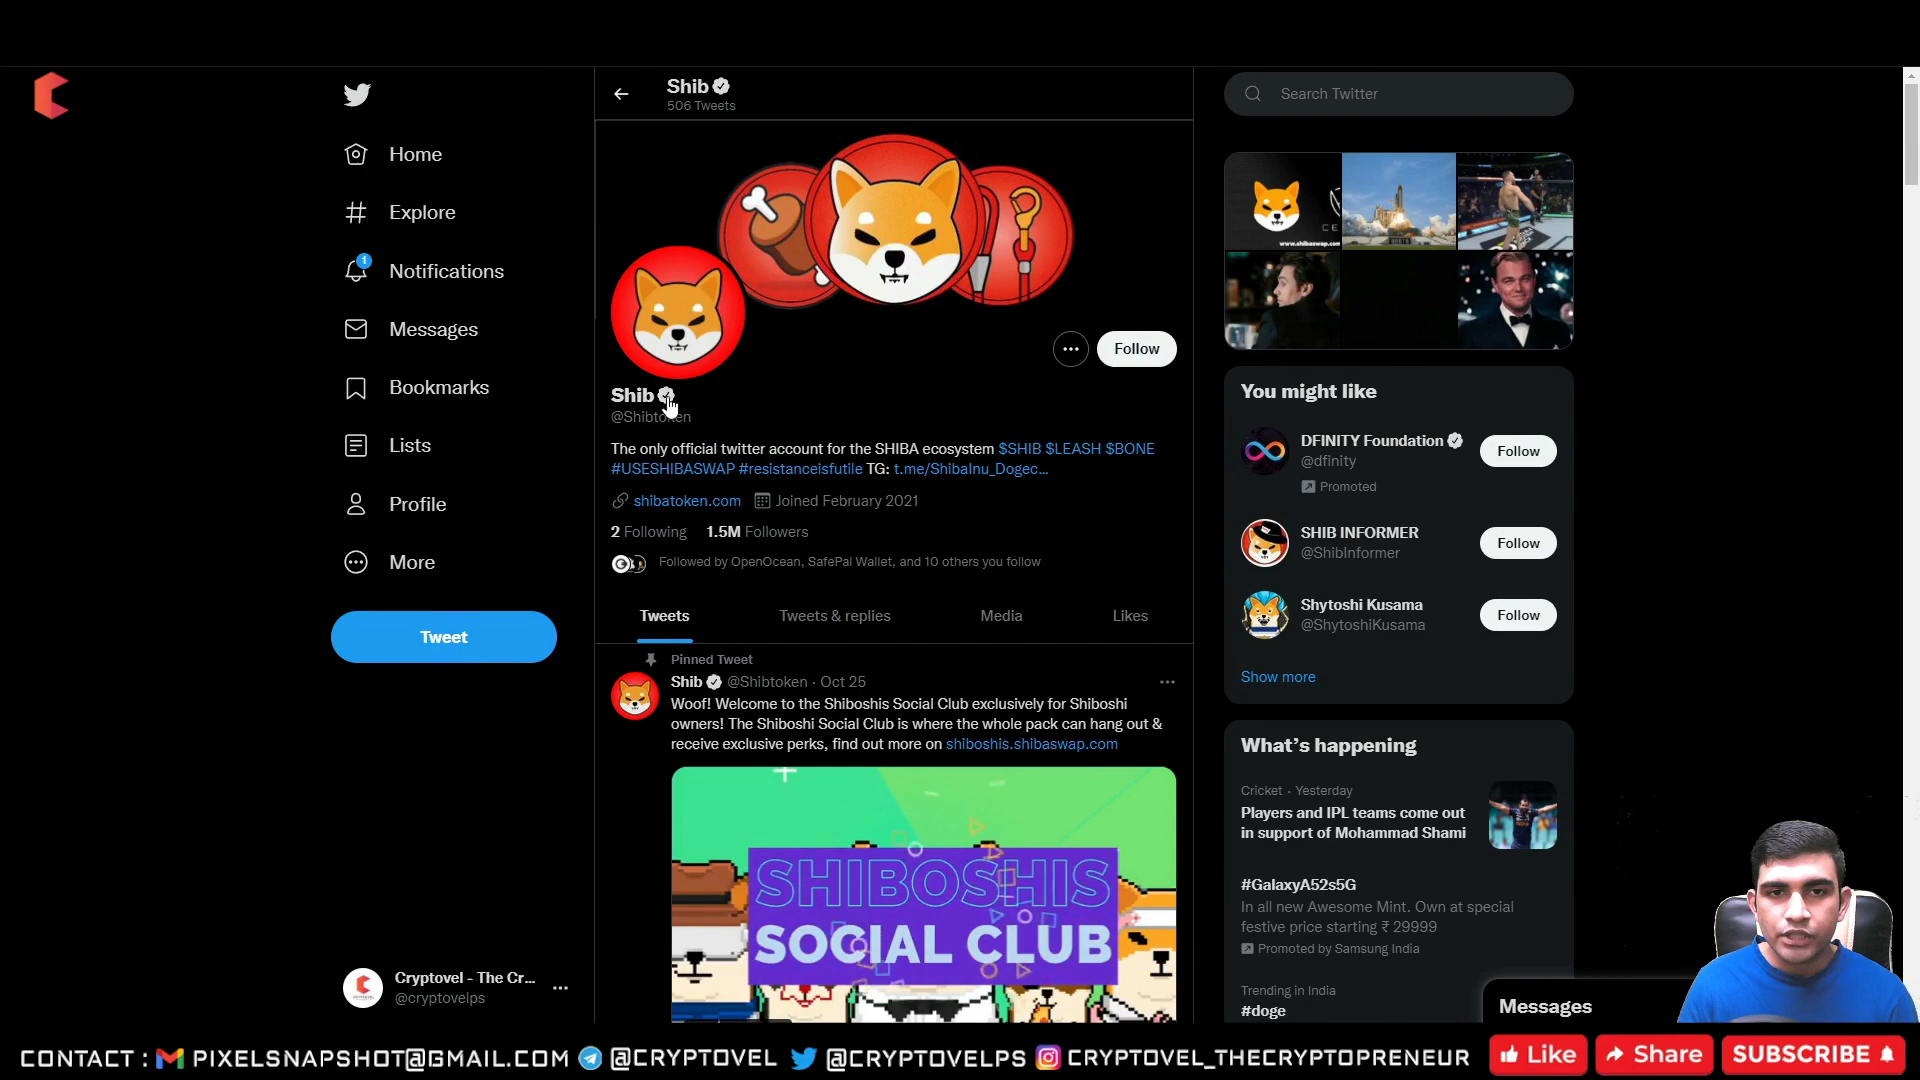 Shib
506 Tweets
Search Twitter
Home
Explore
1
Notifications
Messages
Bookmarks
Lists
Profile
More
Tweet
www.shibaswap.com
Follow
Shib
@Shibtoken
The only official twitter account for the SHIBA ecosystem $SHIB $LEASH $BONE
#USESHIBASWAP #resistanceisfutile TG: t.me/ShibaInu_Dogec...
shibatoken.com Joined February 2021
2 Following 1.5M Followers
Followed by OpenOcean, SafePal Wallet, and 10 others you follow
Tweets Tweets & replies Media Likes
Pinned Tweet
Shib @Shibtoken · Oct 25
Woof! Welcome to the Shiboshis Social Club exclusively for Shiboshi
owners! The Shiboshi Social Club is where the whole pack can hang out &
receive exclusive perks, find out more on shiboshis.shibaswap.com
SHIBOSHIS
SOCIAL CLUB
You might like
DFINITY Foundation
@dfinity
Promoted
Follow
SHIB INFORMER
@ShibInformer
Follow
Shytoshi Kusama
@ShytoshiKusama
Follow
Show more
What's happening
Cricket · Yesterday
Players and IPL teams come out
in support of Mohammad Shami
#GalaxyA52s5G
In all new Awesome Mint. Own at special
festive price starting ₹ 29999
Promoted by Samsung India
Trending in India
#doge
Messages
Cryptovel - The Cr...
@cryptovelps
CONTACT : PIXELSNAPSHOT@GMAIL.COM @CRYPTOVEL @CRYPTOVELPS CRYPTOVEL_THECRYPTOPRENEUR
Like Share SUBSCRIBE